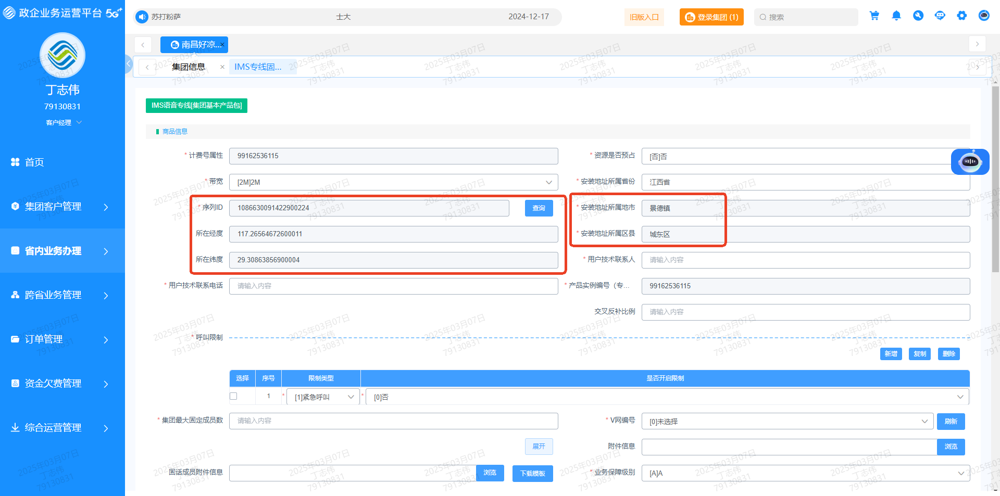 政企业务运营平台 5G++
苏打粉萨 士大 2024-12-17
旧版入口
登录集团 (1)
搜索
南昌好凉...
集团信息
IMS专线固...
丁志伟
79130831
客户经理
首页
集团客户管理
省内业务办理
跨省业务管理
订单管理
资金欠费管理
综合运营管理
IMS语音专线[集团基本产品包]
商品信息
* 计费号属性 99162536115
* 资源是否预占 [否]否
* 带宽 [2M]2M
* 安装地址所属省份 江西省
* 序列ID 1086630091422900224 查询
* 安装地址所属地市 景德镇
所在经度 117.26564672600011
* 安装地址所属区县 城东区
所在纬度 29.30863856900004
* 用户技术联系人 请输入内容
* 用户技术联系电话 请输入内容
* 产品实例编号（专... 99162536115
交叉反补比例 请输入内容
* 呼叫限制
新增 复制 删除
选择 序号 限制类型 是否开启限制
1 * [1]紧急呼叫 * [0]否
* 集团最大固定成员数 请输入内容
* V网编号 [0]未选择 刷新
展开
附件信息 浏览
固话成员附件信息 浏览 下载模板
* 业务保障级别 [A]A
2025年03月07日
丁志伟
79130831